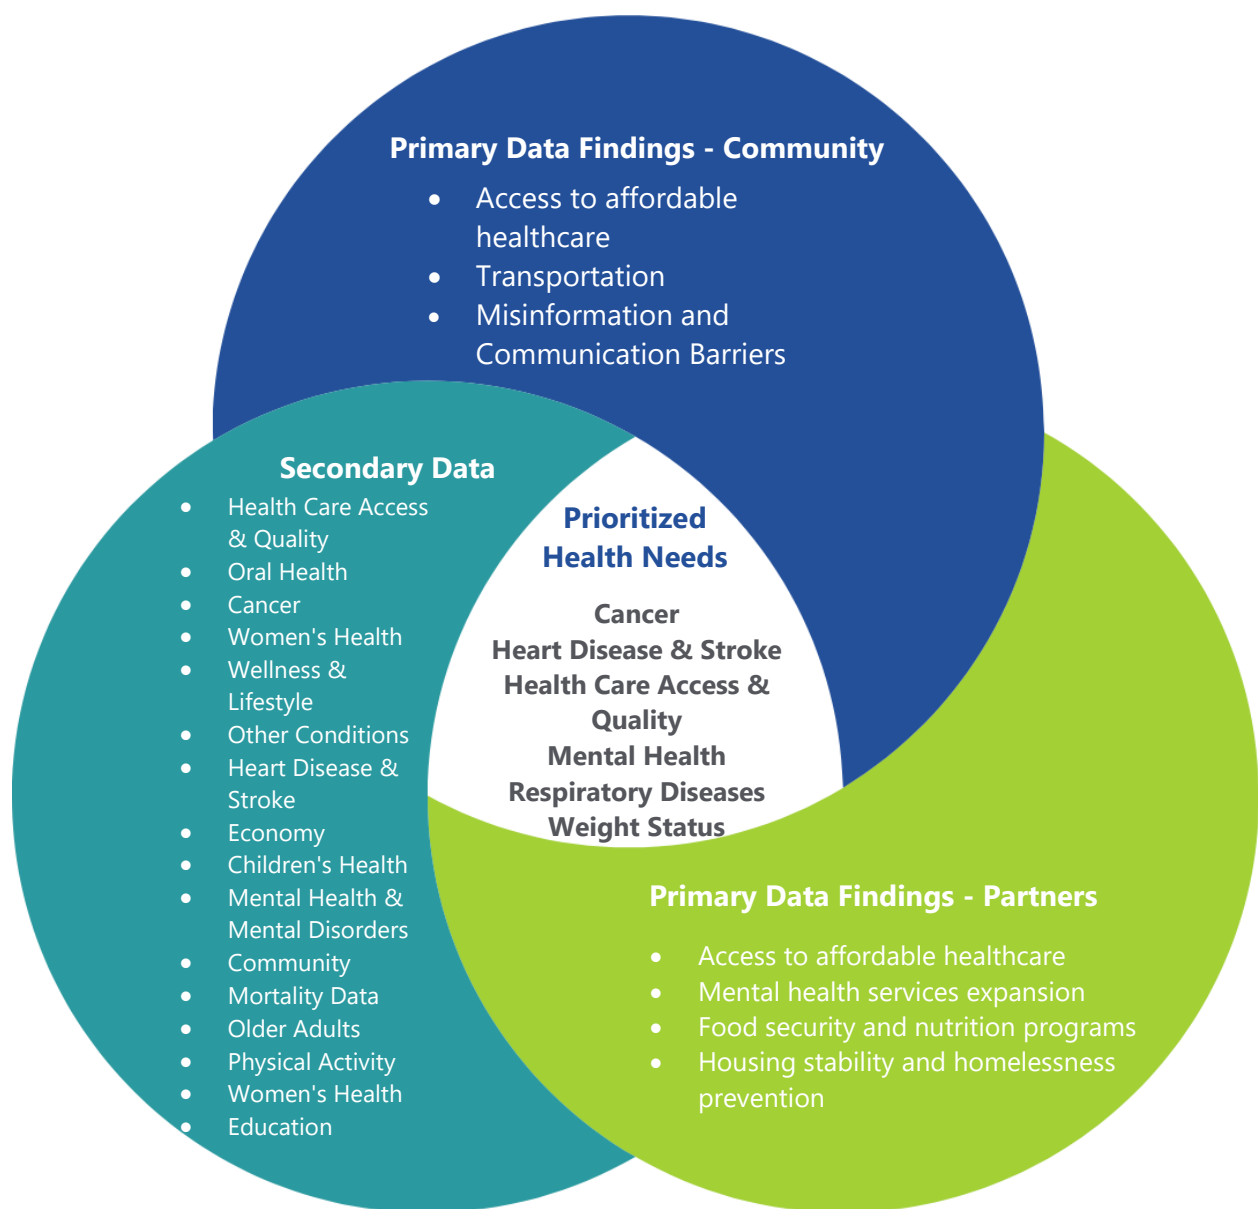 Primary Data Findings - Community
• Access to affordable
healthcare
• Transportation
• Misinformation and
Communication Barriers
Secondary Data
• Health Care Access
& Quality
• Oral Health
• Cancer
• Women's Health
• Wellness &
Lifestyle
• Other Conditions
• Heart Disease &
Stroke
• Economy
• Children's Health
• Mental Health &
Mental Disorders
• Community
• Mortality Data
• Older Adults
• Physical Activity
• Women's Health
• Education
Prioritized
Health Needs
Cancer
Heart Disease & Stroke
Health Care Access &
Quality
Mental Health
Respiratory Diseases
Weight Status
Primary Data Findings - Partners
• Access to affordable healthcare
• Mental health services expansion
• Food security and nutrition programs
• Housing stability and homelessness
prevention